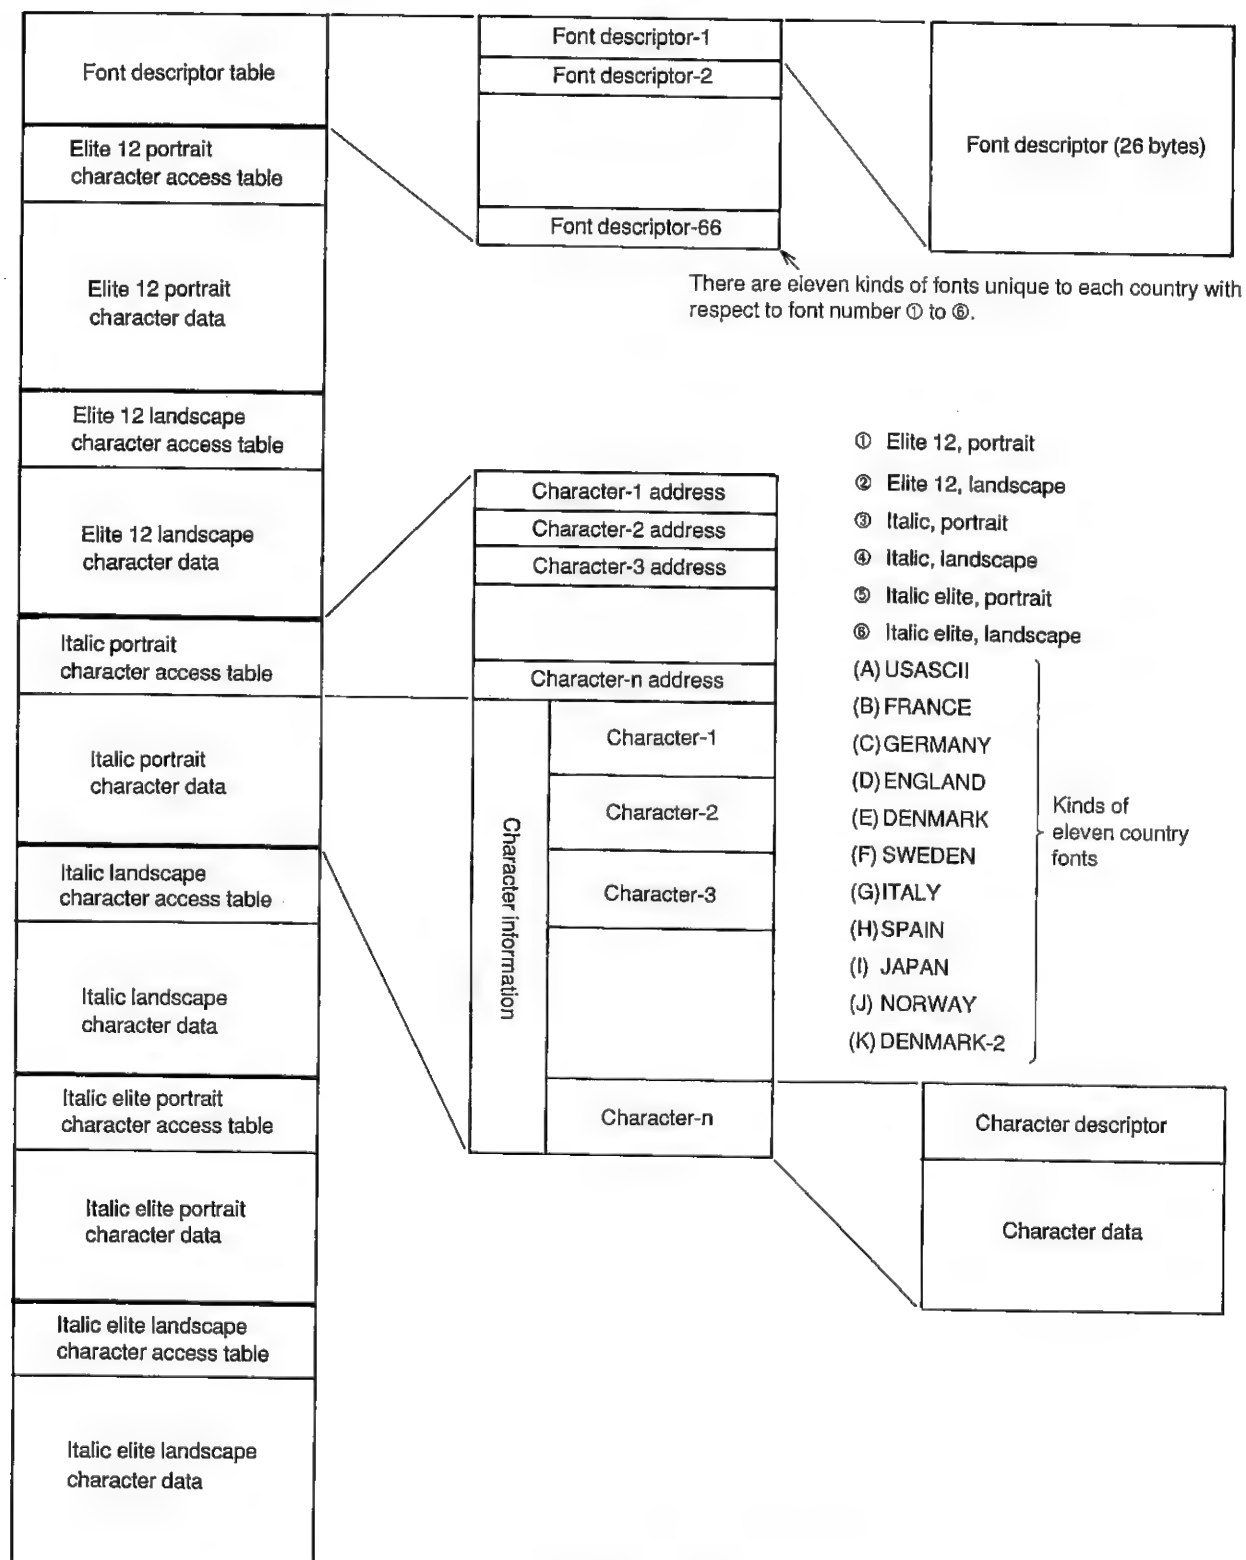 Font descriptor table
Elite 12 portrait
character access table
Elite 12 portrait
character data
Elite 12 landscape
character access table
Elite 12 landscape
character data
Italic portrait
character access table
Italic portrait
character data
Italic landscape
character access table
Italic landscape
character data
Italic elite portrait
character access table
Italic elite portrait
character data
Italic elite landscape
character access table
Italic elite landscape
character data
Font descriptor-1
Font descriptor-2
Font descriptor-66
Font descriptor (26 bytes)
There are eleven kinds of fonts unique to each country with
respect to font number ① to ⑥.
Character-1 address
Character-2 address
Character-3 address
Character-n address
Character information
Character-1
Character-2
Character-3
Character-n
① Elite 12, portrait
② Elite 12, landscape
③ Italic, portrait
④ Italic, landscape
⑤ Italic elite, portrait
⑥ Italic elite, landscape
(A) USASCII
(B) FRANCE
(C) GERMANY
(D) ENGLAND
(E) DENMARK
(F) SWEDEN
(G) ITALY
(H) SPAIN
(I) JAPAN
(J) NORWAY
(K) DENMARK-2
Kinds of
eleven country
fonts
Character descriptor
Character data